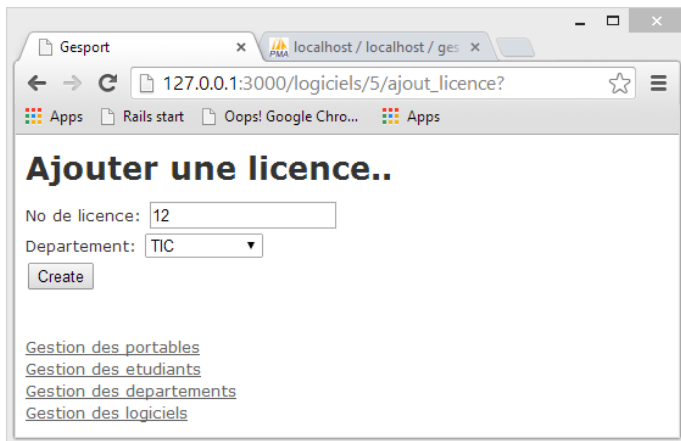 Gesport
PMA localhost / localhost / ges
127.0.0.1:3000/logiciels/5/ajout_licence?
Apps Rails start Oops! Google Chro... Apps
Ajouter une licence..
No de licence: 12
Departement: TIC
Create
Gestion des portables
Gestion des etudiants
Gestion des departements
Gestion des logiciels